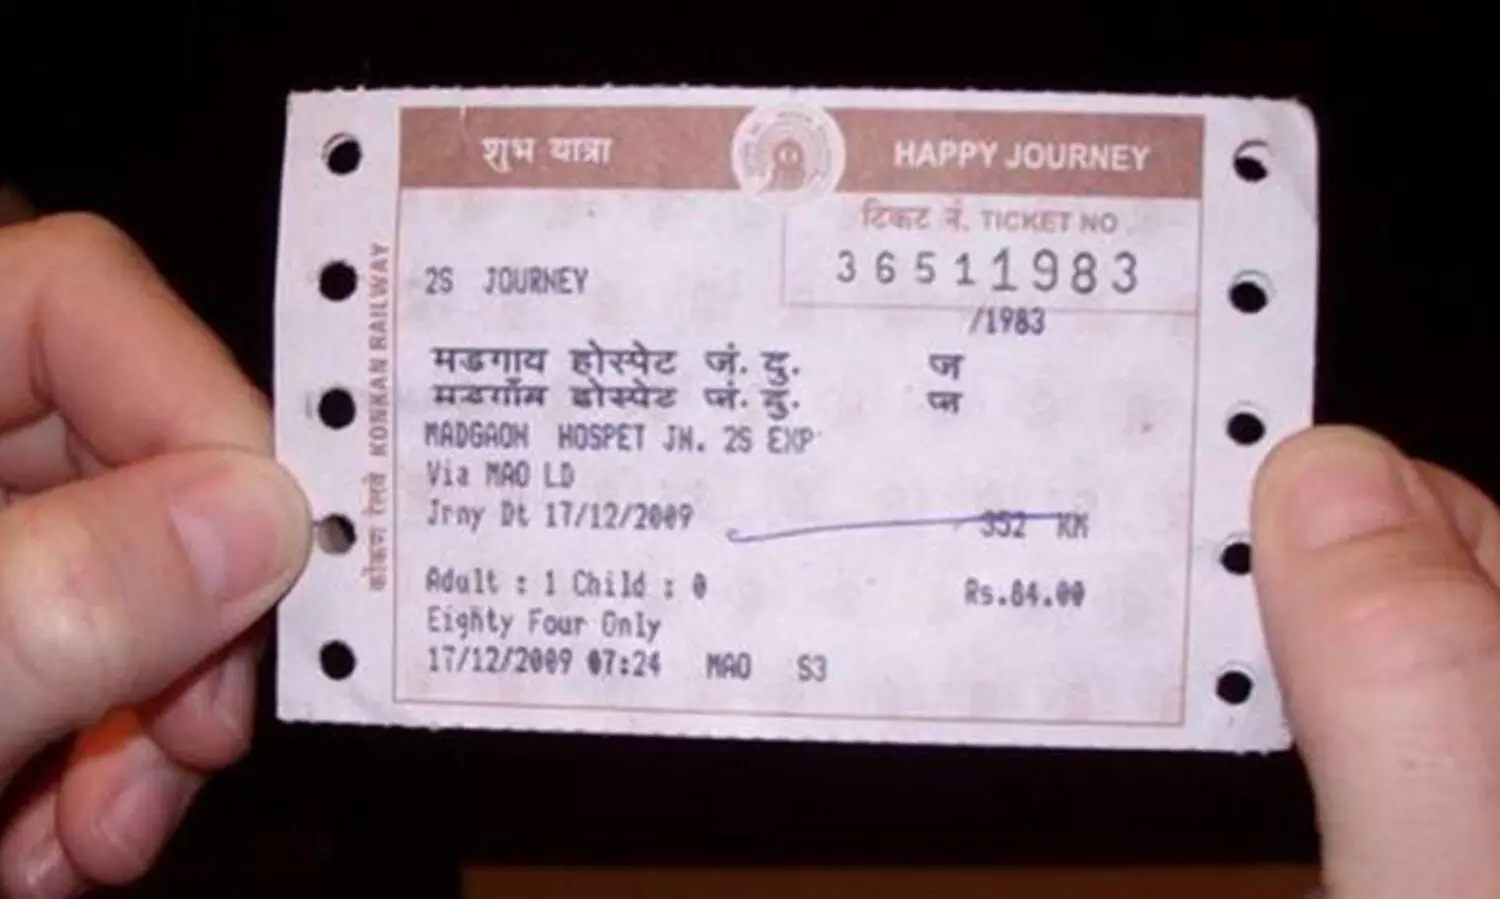 शुभ यात्रा HAPPY JOURNEY
टिकट नं. TICKET NO.
36511983
2S JOURNEY
/1983
मडगाव होस्पेट जं. दु. ज
MADGAON HOSPET JN. 2S EXP
Via MAO LD
Jrny Dt 17/12/2009 352 KM
Adult : 1 Child : 0 Rs.84.00
Eighty Four Only
17/12/2009 07:24 MAO S3
कोंकण रेलवे KONKAN RAILWAY